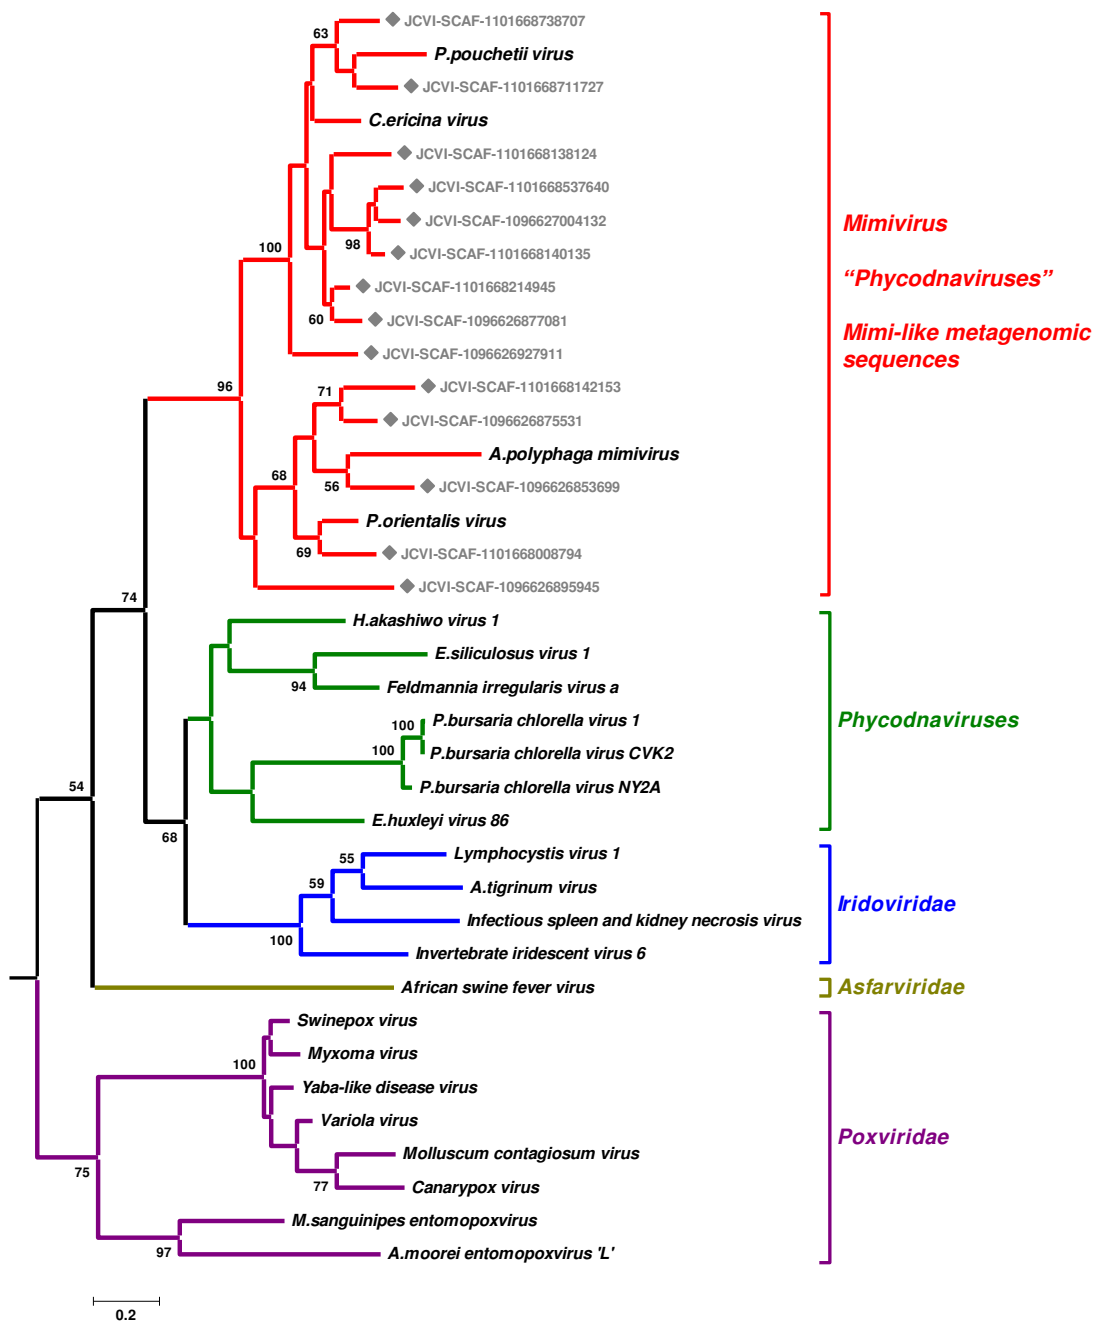 JCVI-SCAF-1101668738707
63
P.pouchetii virus
JCVI-SCAF-1101668711727
C.ericina virus
JCVI-SCAF-1101668138124
JCVI-SCAF-1101668537640
JCVI-SCAF-1096627004132
98
JCVI-SCAF-1101668140135
100
JCVI-SCAF-1101668214945
JCVI-SCAF-1096626877081
60
JCVI-SCAF-1096626927911
96
JCVI-SCAF-1101668142153
71
JCVI-SCAF-1096626875531
A.polyphaga mimivirus
68
JCVI-SCAF-1096626853699
56
P.orientalis virus
JCVI-SCAF-1101668008794
69
JCVI-SCAF-1096626895945
Mimivirus
“Phycodnaviruses”
Mimi-like metagenomic
sequences
74
H.akashiwo virus 1
E.siliculosus virus 1
94
Feldmannia irregularis virus a
P.bursaria chlorella virus 1
100
P.bursaria chlorella virus CVK2
100
P.bursaria chlorella virus NY2A
E.huxleyi virus 86
Phycodnaviruses
54
68
Lymphocystis virus 1
55
A.tigrinum virus
59
Infectious spleen and kidney necrosis virus
100
Invertebrate iridescent virus 6
Iridoviridae
African swine fever virus
Asfarviridae
Swinepox virus
Myxoma virus
100
Yaba-like disease virus
Variola virus
Molluscum contagiosum virus
77
Canarypox virus
75
M.sanguinipes entomopoxvirus
97
A.moorei entomopoxvirus 'L'
Poxviridae
0.2